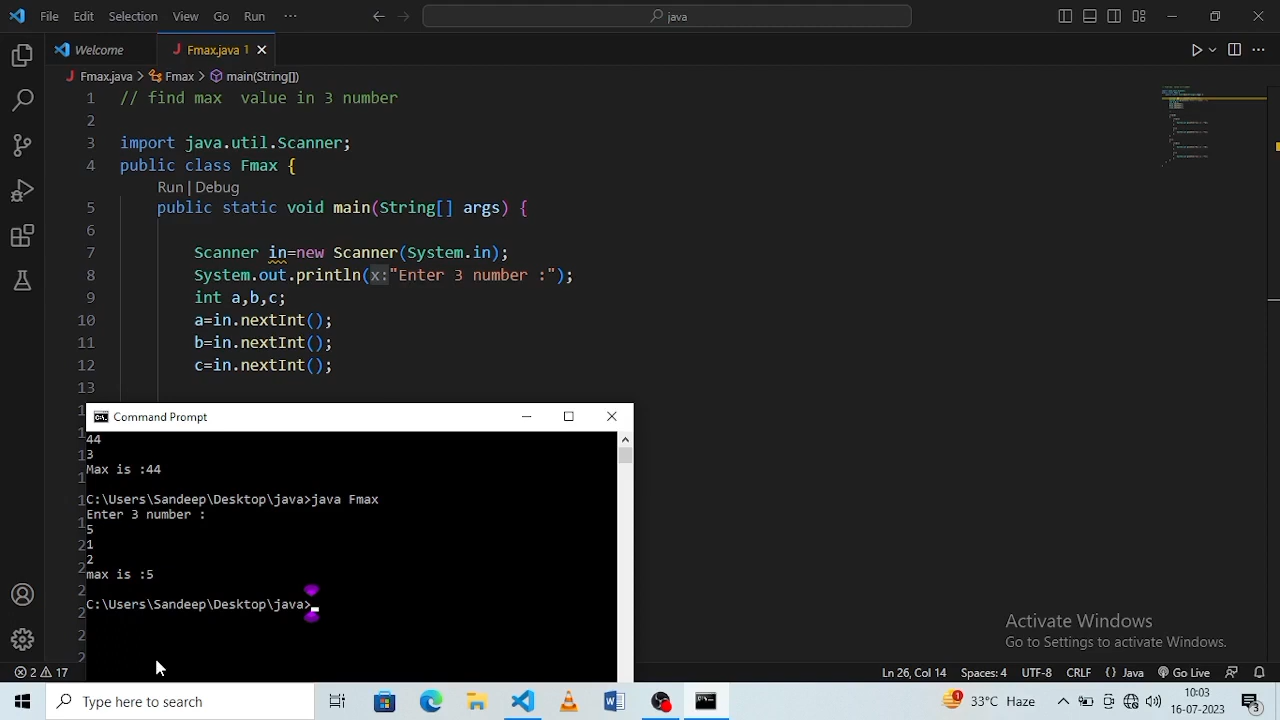 File Edit Selection View Go Run ··· java
Welcome Fmax.java 1
Fmax.java > Fmax > main(String[])
1 // find max  value in 3 number
2
3 import java.util.Scanner;
4 public class Fmax {
Run | Debug
5 public static void main(String[] args) {
6
7 Scanner in=new Scanner(System.in);
8 System.out.println(x:"Enter 3 number :");
9 int a,b,c;
10 a=in.nextInt();
11 b=in.nextInt();
12 c=in.nextInt();
13
Command Prompt
44
3
Max is :44
C:\Users\Sandeep\Desktop\java>java Fmax
Enter 3 number :
5
1
2
max is :5
C:\Users\Sandeep\Desktop\java>
Activate Windows
Go to Settings to activate Windows.
2 17 Ln 26, Col 14 Spaces: 4 UTF-8 CRLF {} Java Go Live
Type here to search 1 33°C Haze 10:03
16-07-2023 3